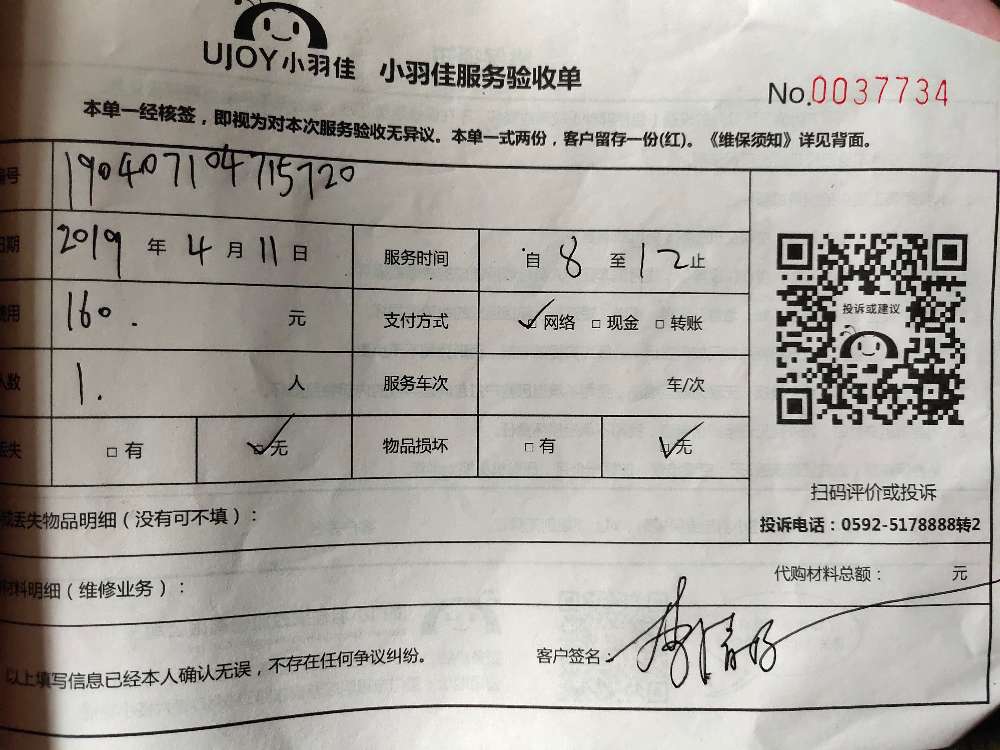 UJOY小羽佳 小羽佳服务验收单
No.0037734
本单一经核签，即视为对本次服务验收无异议。本单一式两份，客户留存一份(红)。《维保须知》详见背面。
编号 190407104715720
日期 2019 年 4 月 11 日 服务时间 自 8 至 12 止
费用 160. 元 支付方式 ☑网络 □现金 □转账
人数 1. 人 服务车次 车/次
丢失 □有 ☑无 物品损坏 □有 ☑无
投诉或建议
扫码评价或投诉
投诉电话：0592-5178888转2
丢失物品明细（没有可不填）：
材料明细（维修业务）： 代购材料总额： 元
以上填写信息已经本人确认无误，不存在任何争议纠纷。 客户签名：